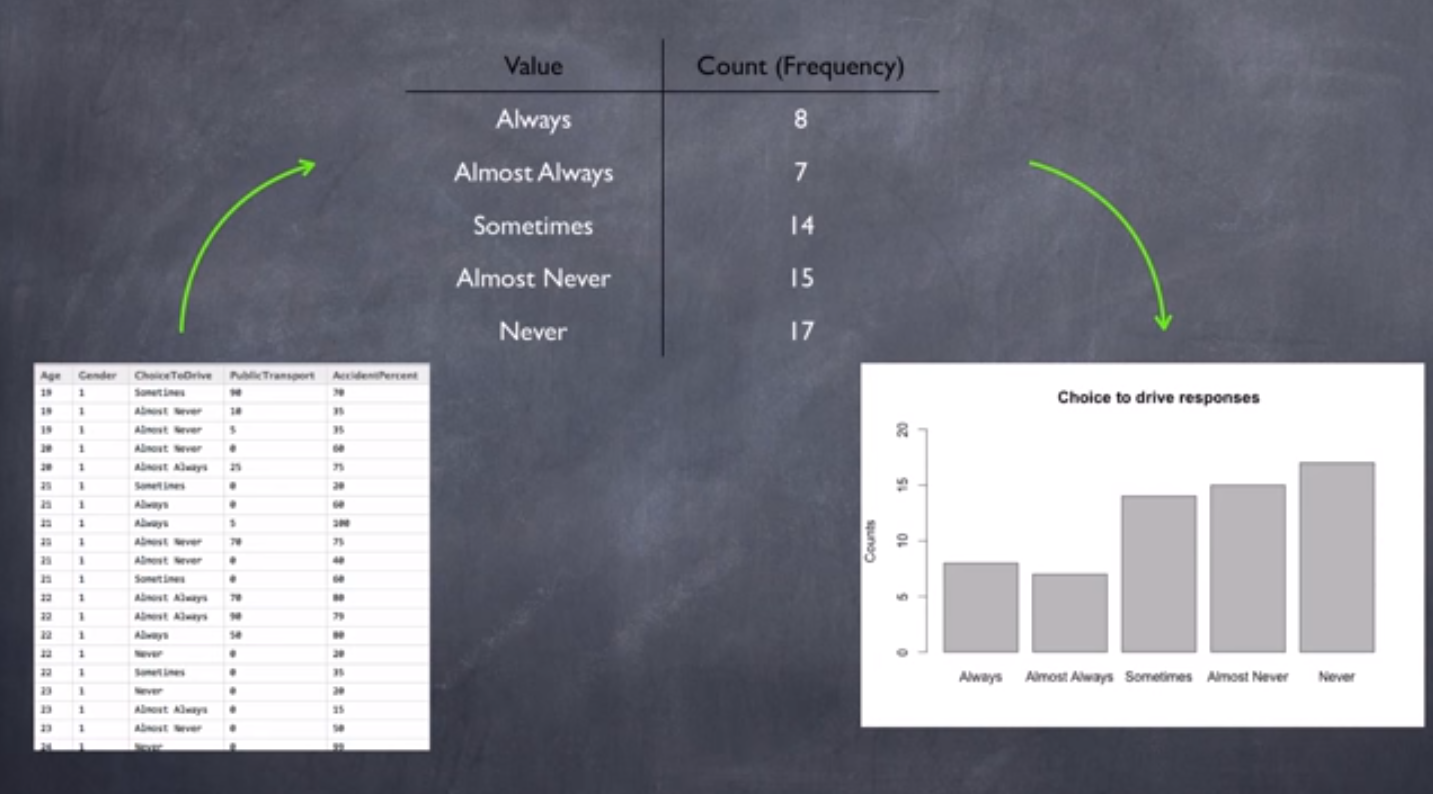 Value Count (Frequency)
Always 8
Almost Always 7
Sometimes 14
Almost Never 15
Never 17
Age Gender ChoiceToDrive PublicTransport AccidentPercent
19 1 Sometimes 90 70
19 1 Almost Never 10 35
19 1 Almost Never 5 35
20 1 Almost Never 0 60
20 1 Almost Always 25 75
21 1 Sometimes 0 20
21 1 Always 0 60
21 1 Always 5 100
21 1 Almost Never 70 75
21 1 Almost Never 0 40
21 1 Sometimes 0 60
22 1 Almost Always 70 80
22 1 Almost Always 90 79
22 1 Always 50 80
22 1 Never 0 20
22 1 Sometimes 0 35
23 1 Never 0 20
23 1 Almost Always 0 15
23 1 Almost Never 0 50
24 1 Never 0 99
Choice to drive responses
Counts
20
15
10
5
0
Always Almost Always Sometimes Almost Never Never